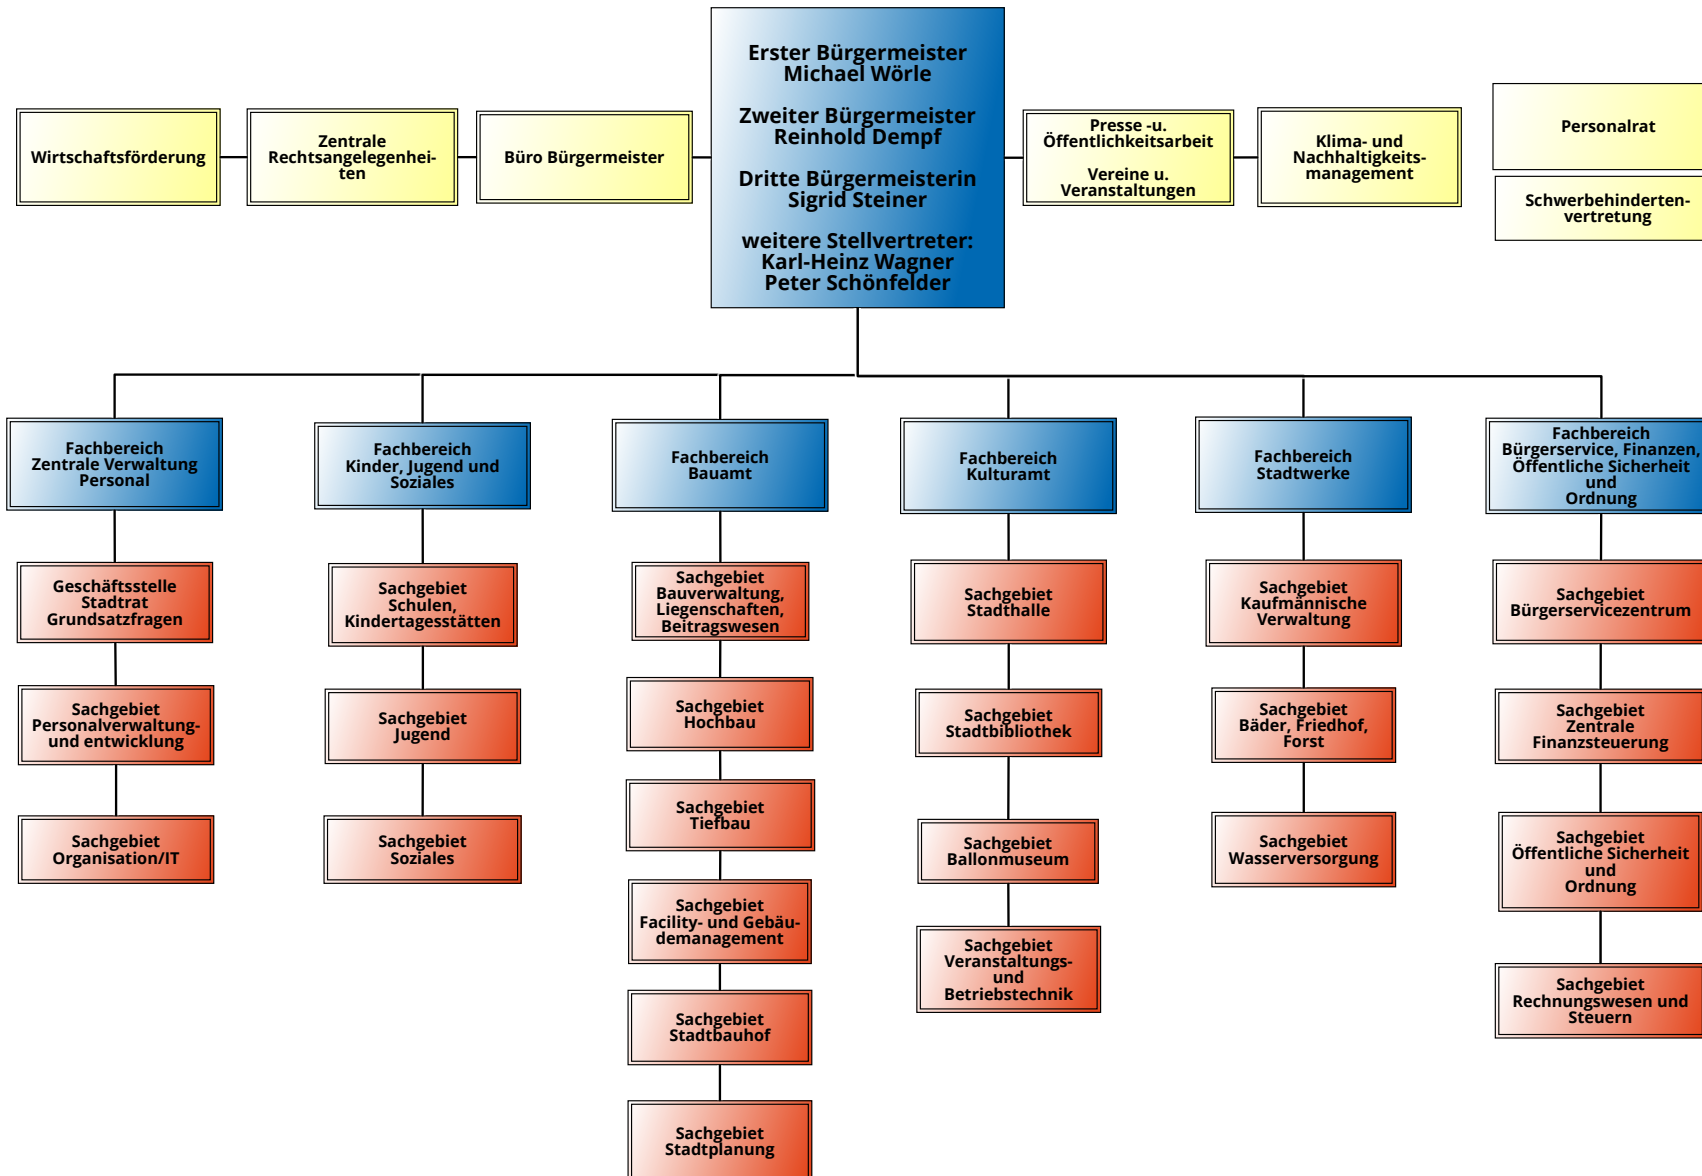 Erster Bürgermeister
Michael Wörle
Zweiter Bürgermeister
Reinhold Dempf
Dritte Bürgermeisterin
Sigrid Steiner
weitere Stellvertreter:
Karl-Heinz Wagner
Peter Schönfelder
Wirtschaftsförderung
Zentrale
Rechtsangelegenhei-
ten
Büro Bürgermeister
Presse -u.
Öffentlichkeitsarbeit
Vereine u.
Veranstaltungen
Klima- und
Nachhaltigkeits-
management
Personalrat
Schwerbehinderten-
vertretung
Fachbereich
Zentrale Verwaltung
Personal
Geschäftsstelle
Stadtrat
Grundsatzfragen
Sachgebiet
Personalverwaltung-
und entwicklung
Sachgebiet
Organisation/IT
Fachbereich
Kinder, Jugend und
Soziales
Sachgebiet
Schulen,
Kindertagesstätten
Sachgebiet
Jugend
Sachgebiet
Soziales
Fachbereich
Bauamt
Sachgebiet
Bauverwaltung,
Liegenschaften,
Beitragswesen
Sachgebiet
Hochbau
Sachgebiet
Tiefbau
Sachgebiet
Facility- und Gebäu-
demanagement
Sachgebiet
Stadtbauhof
Sachgebiet
Stadtplanung
Fachbereich
Kulturamt
Sachgebiet
Stadthalle
Sachgebiet
Stadtbibliothek
Sachgebiet
Ballonmuseum
Sachgebiet
Veranstaltungs-
und
Betriebstechnik
Fachbereich
Stadtwerke
Sachgebiet
Kaufmännische
Verwaltung
Sachgebiet
Bäder, Friedhof,
Forst
Sachgebiet
Wasserversorgung
Fachbereich
Bürgerservice, Finanzen,
Öffentliche Sicherheit
und
Ordnung
Sachgebiet
Bürgerservicezentrum
Sachgebiet
Zentrale
Finanzsteuerung
Sachgebiet
Öffentliche Sicherheit
und
Ordnung
Sachgebiet
Rechnungswesen und
Steuern